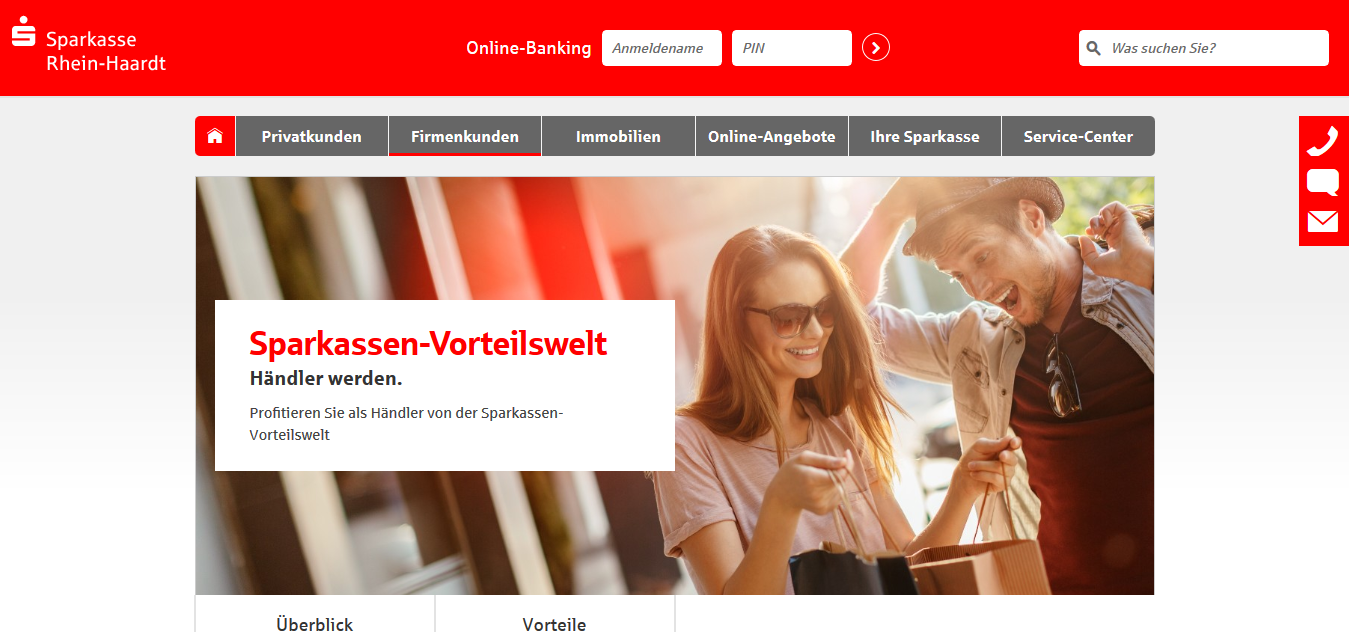 Sparkasse
Rhein-Haardt
Online-Banking
Anmeldename
PIN
Was suchen Sie?
Privatkunden
Firmenkunden
Immobilien
Online-Angebote
Ihre Sparkasse
Service-Center
Sparkassen-Vorteilswelt
Händler werden.
Profitieren Sie als Händler von der Sparkassen-
Vorteilswelt
Überblick
Vorteile